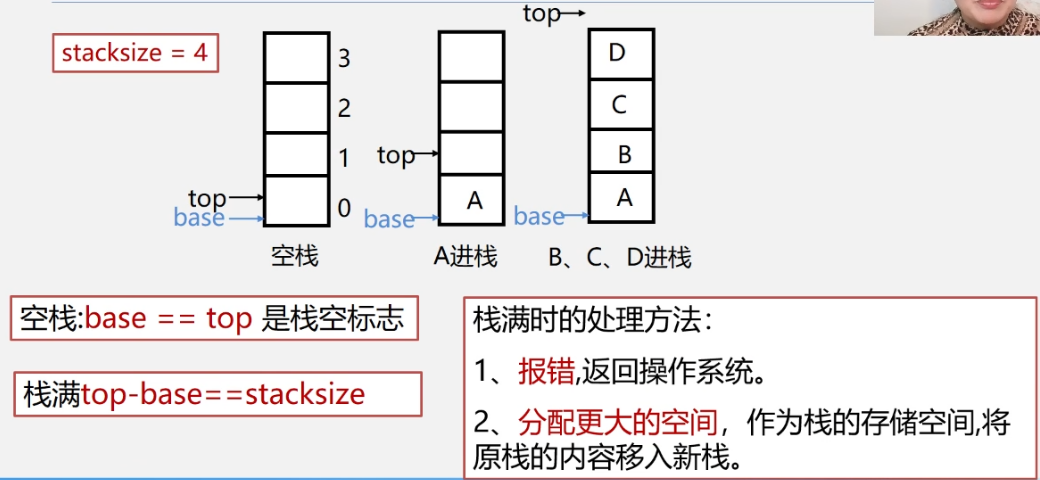 top
stacksize = 4
3
2
1
0
top
base
A
top
base
D
C
B
A
base
空栈
A进栈
B、C、D进栈
空栈:base == top 是栈空标志
栈满top-base==stacksize
栈满时的处理方法：
1、报错,返回操作系统。
2、分配更大的空间，作为栈的存储空间,将
原栈的内容移入新栈。